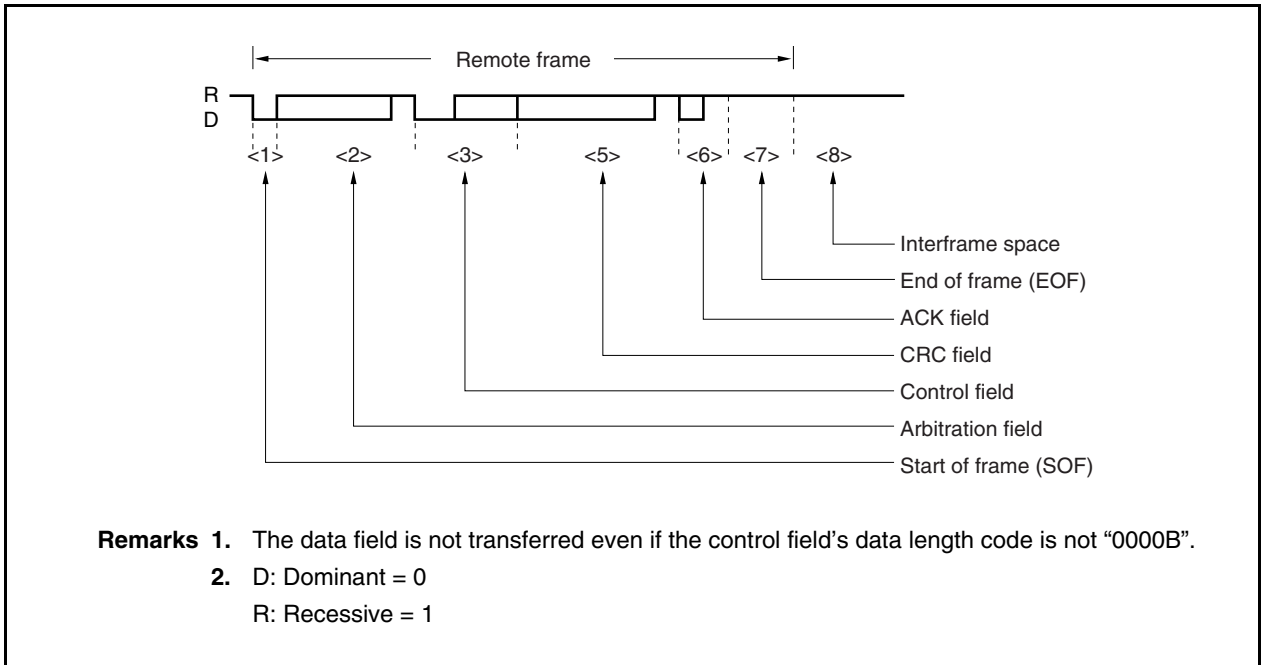 Remote frame
R
D
<1> <2> <3> <5> <6> <7> <8>
Interframe space
End of frame (EOF)
ACK field
CRC field
Control field
Arbitration field
Start of frame (SOF)
Remarks 1. The data field is not transferred even if the control field's data length code is not “0000B”.
2. D: Dominant = 0
R: Recessive = 1